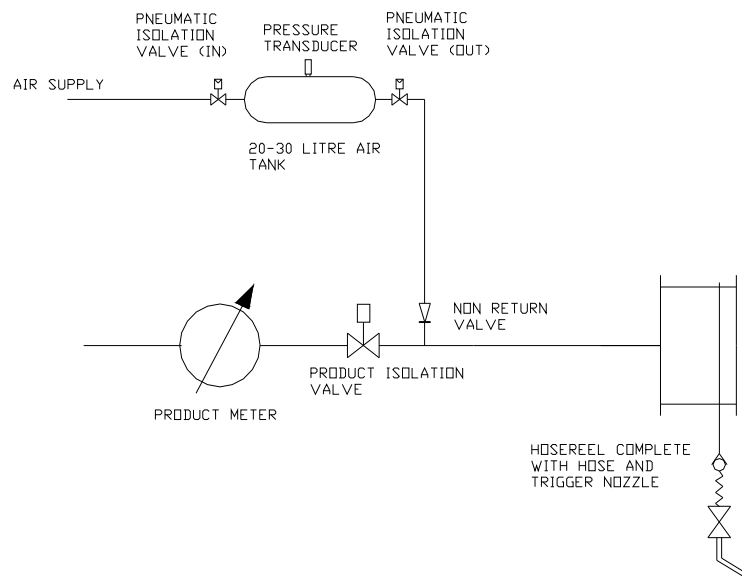 PNEUMATIC
ISOLATION
VALVE (IN)
PRESSURE
TRANSDUCER
PNEUMATIC
ISOLATION
VALVE (OUT)
AIR SUPPLY
20-30 LITRE AIR
TANK
NON RETURN
VALVE
PRODUCT ISOLATION
VALVE
PRODUCT METER
HOSEREEL COMPLETE
WITH HOSE AND
TRIGGER NOZZLE